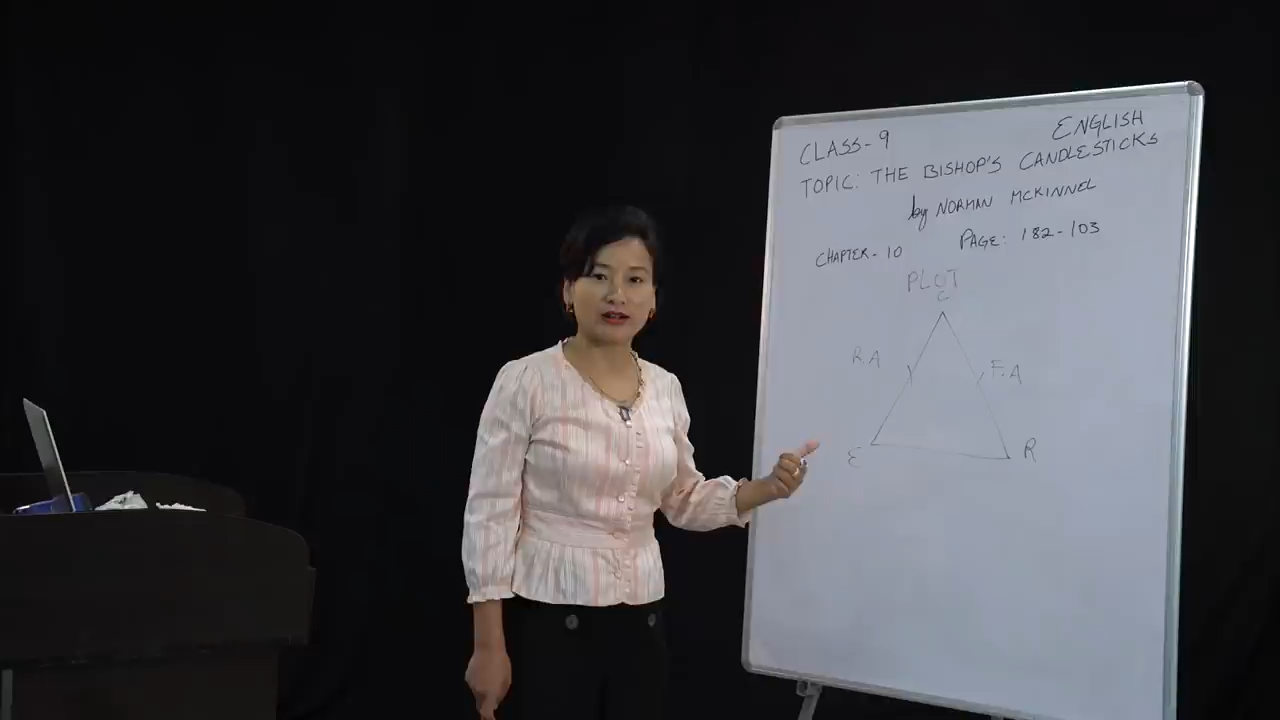 CLASS-9
ENGLISH
TOPIC: THE BISHOP'S CANDLESTICKS
by NORMAN MCKINNEL
CHAPTER-10
PAGE: 182-103
PLOT
C
R.A
F.A
E
R